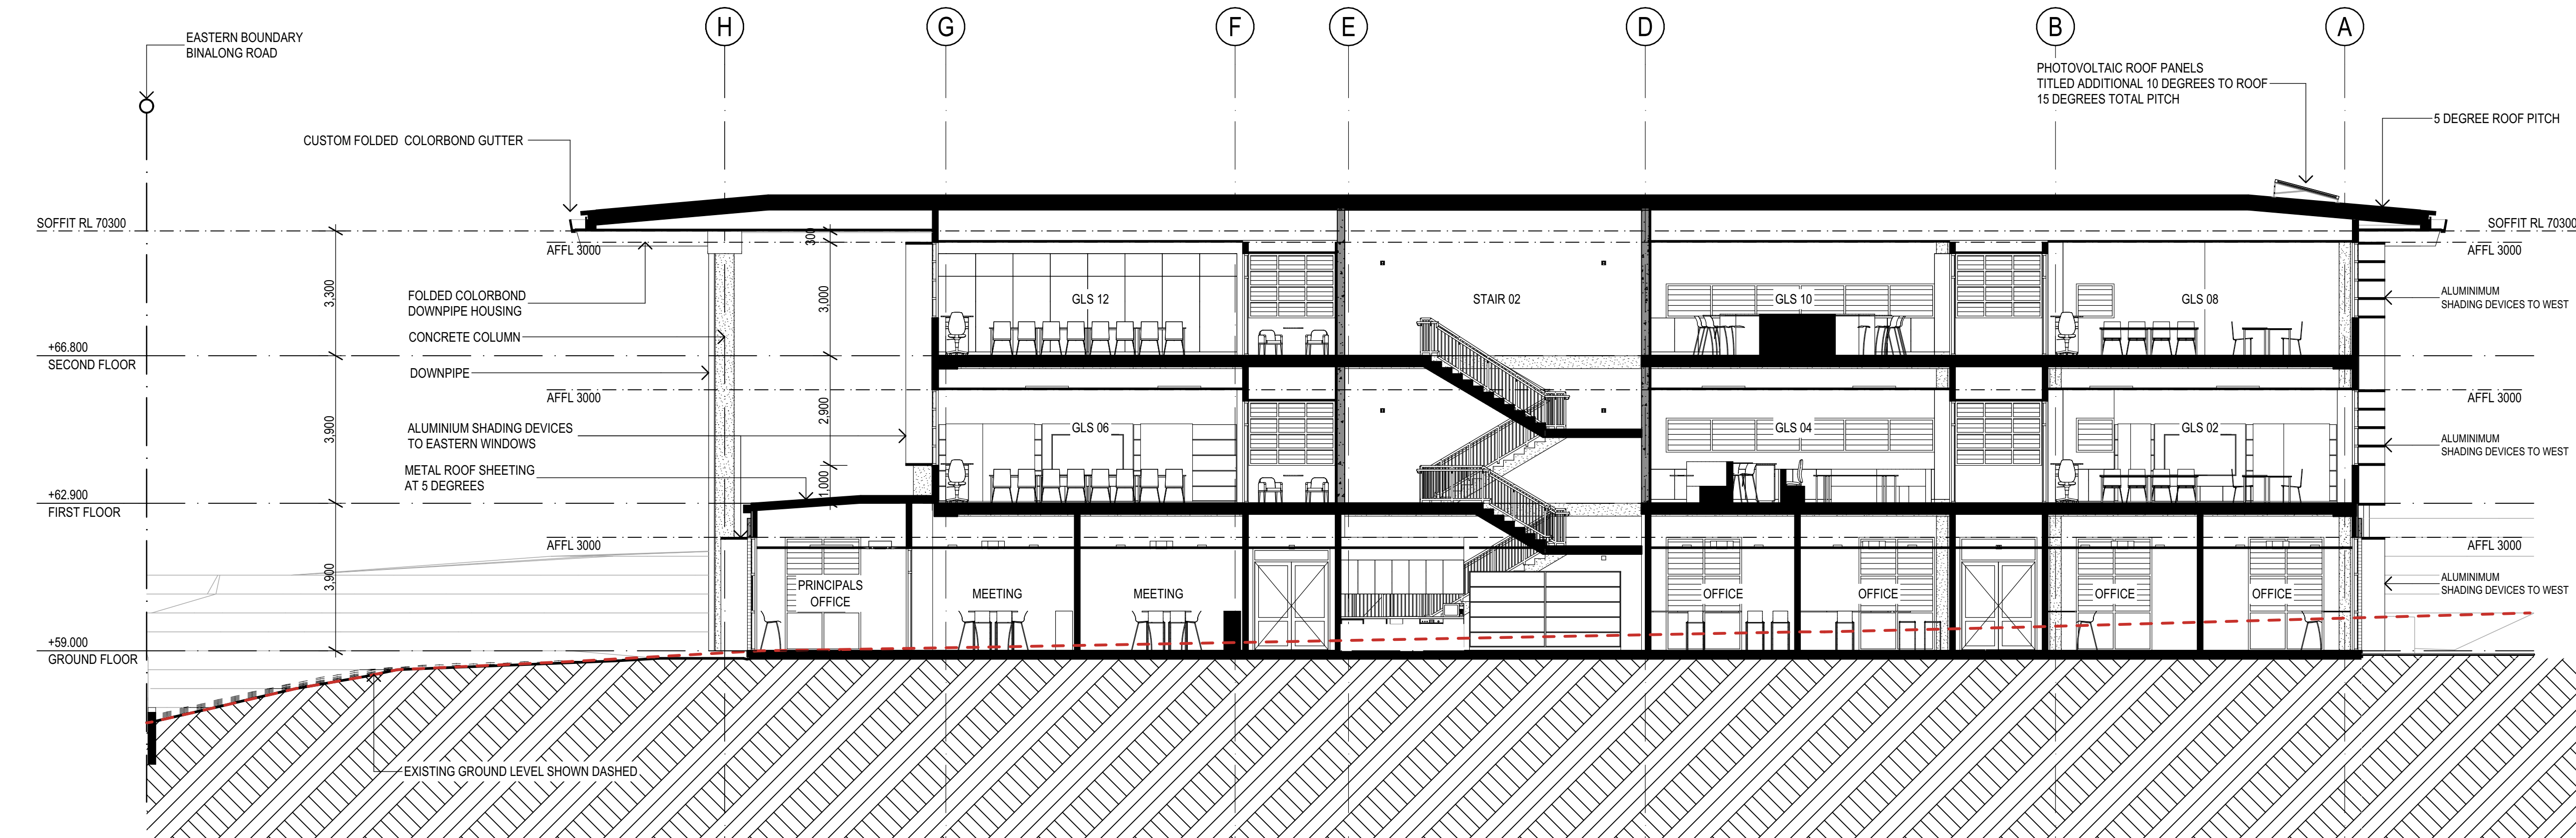 H
G
F
E
D
B
A
EASTERN BOUNDARY
BINALONG ROAD
PHOTOVOLTAIC ROOF PANELS
TITLED ADDITIONAL 10 DEGREES TO ROOF
15 DEGREES TOTAL PITCH
5 DEGREE ROOF PITCH
CUSTOM FOLDED COLORBOND GUTTER
SOFFIT RL 70300
SOFFIT RL 70300
300
AFFL 3000
AFFL 3000
3,300
FOLDED COLORBOND
DOWNPIPE HOUSING
3,000
GLS 12
STAIR 02
GLS 10
GLS 08
ALUMINIMUM
SHADING DEVICES TO WEST
CONCRETE COLUMN
+66.800
SECOND FLOOR
DOWNPIPE
AFFL 3000
AFFL 3000
3,900
ALUMINIUM SHADING DEVICES
TO EASTERN WINDOWS
2,900
GLS 06
GLS 04
GLS 02
ALUMINIMUM
SHADING DEVICES TO WEST
METAL ROOF SHEETING
AT 5 DEGREES
1,000
+62.900
FIRST FLOOR
AFFL 3000
AFFL 3000
3,900
PRINCIPALS
OFFICE
MEETING
MEETING
OFFICE
OFFICE
OFFICE
OFFICE
ALUMINIMUM
SHADING DEVICES TO WEST
+59.000
GROUND FLOOR
EXISTING GROUND LEVEL SHOWN DASHED